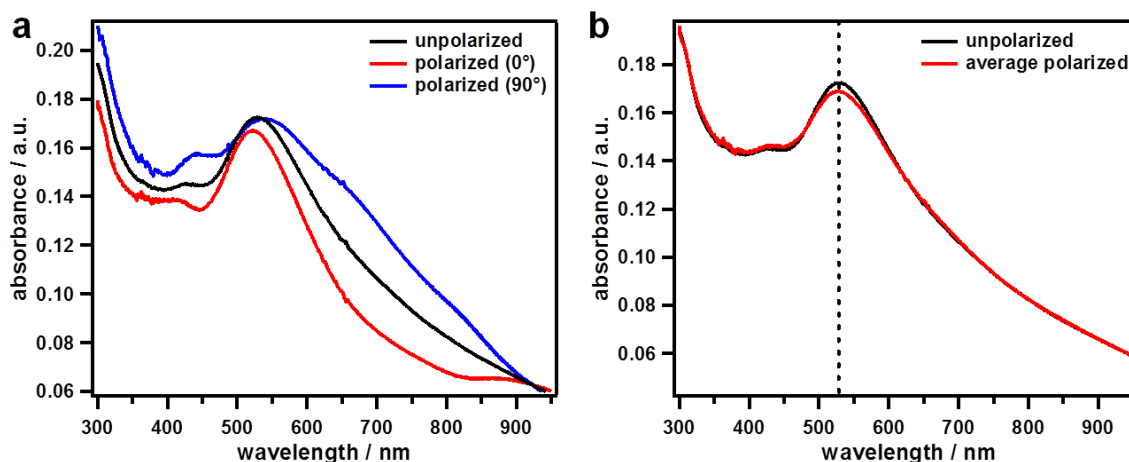 a
unpolarized
polarized (0°)
polarized (90°)
absorbance / a.u.
0.20
0.18
0.16
0.14
0.12
0.10
0.08
0.06
300 400 500 600 700 800 900
wavelength / nm
b
unpolarized
average polarized
absorbance / a.u.
0.18
0.16
0.14
0.12
0.10
0.08
0.06
300 400 500 600 700 800 900
wavelength / nm